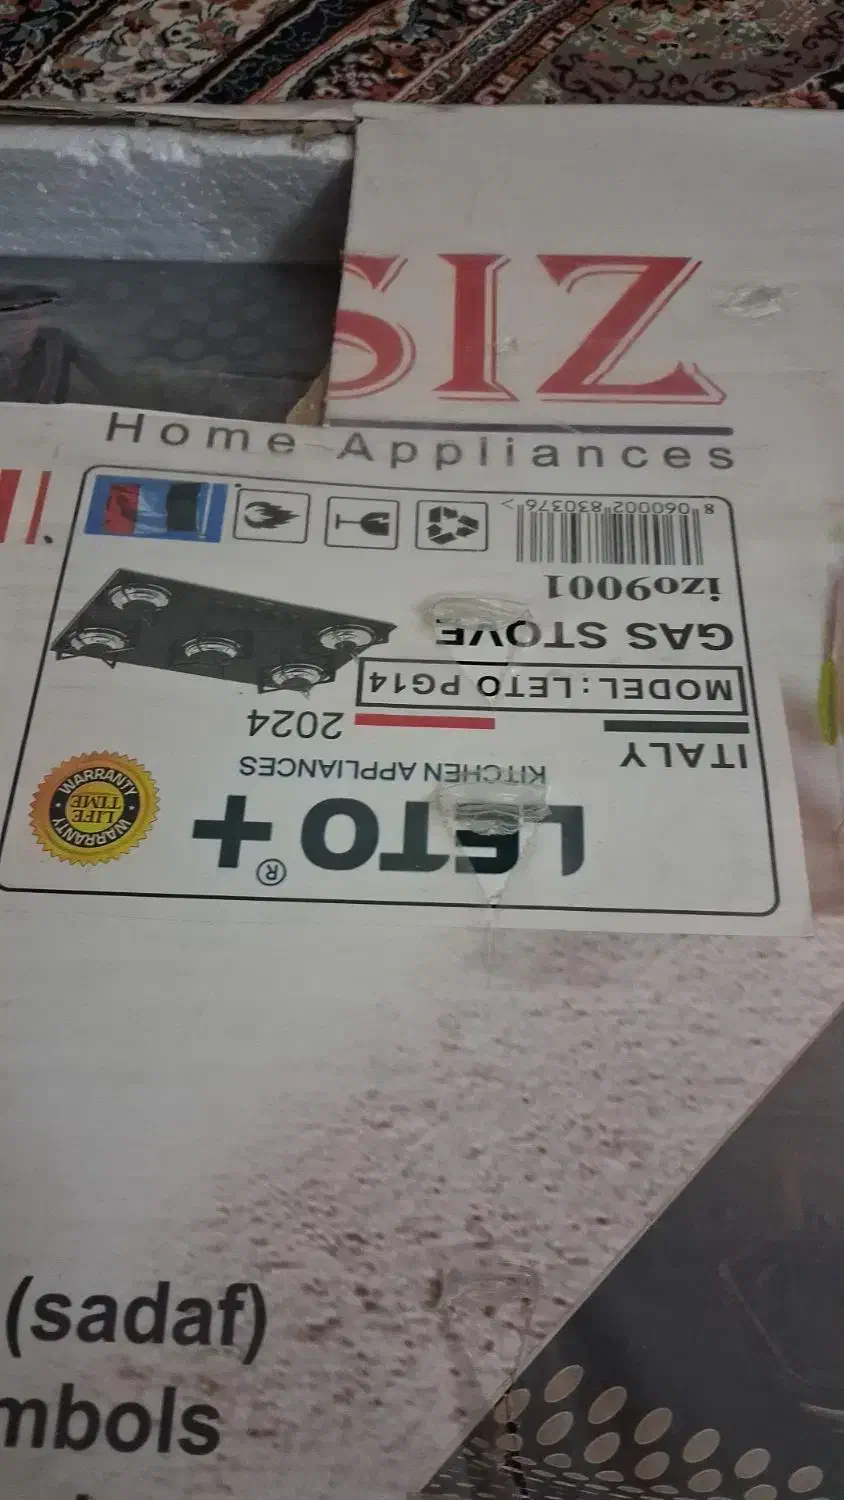 SIZ
Home Appliances
LETO+®
KITCHEN APPLIANCES
ITALY
2024
MODEL: LETO PG14
GAS STOVE
izo9001
8 060002 830376 >
WARRANTY
LIFE
TIME
WARRANTY
(sadaf)
mbols